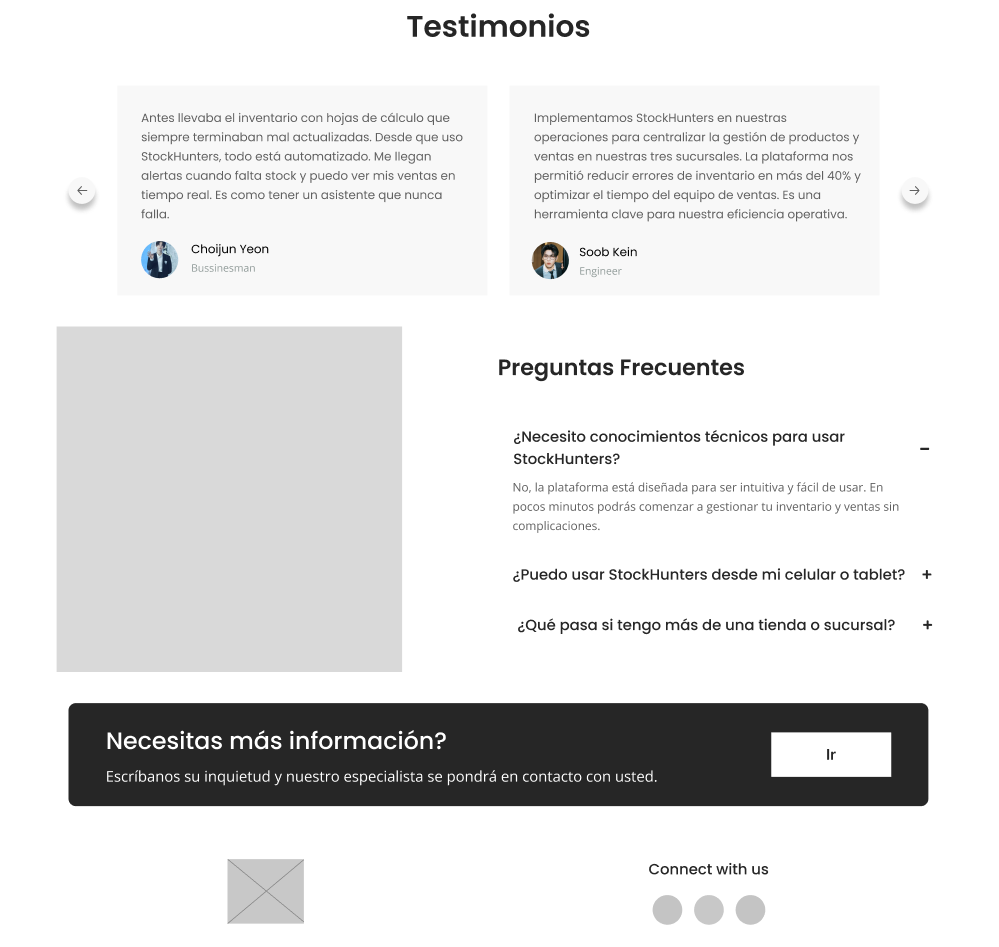 Testimonios
Antes llevaba el inventario con hojas de cálculo que
siempre terminaban mal actualizadas. Desde que uso
StockHunters, todo está automatizado. Me llegan
alertas cuando falta stock y puedo ver mis ventas en
tiempo real. Es como tener un asistente que nunca
falla.
Choijun Yeon
Bussinesman
Implementamos StockHunters en nuestras
operaciones para centralizar la gestión de productos y
ventas en nuestras tres sucursales. La plataforma nos
permitió reducir errores de inventario en más del 40% y
optimizar el tiempo del equipo de ventas. Es una
herramienta clave para nuestra eficiencia operativa.
Soob Kein
Engineer
Preguntas Frecuentes
¿Necesito conocimientos técnicos para usar
StockHunters?
No, la plataforma está diseñada para ser intuitiva y fácil de usar. En
pocos minutos podrás comenzar a gestionar tu inventario y ventas sin
complicaciones.
¿Puedo usar StockHunters desde mi celular o tablet?
¿Qué pasa si tengo más de una tienda o sucursal?
Necesitas más información?
Escríbanos su inquietud y nuestro especialista se pondrá en contacto con usted.
Ir
Connect with us